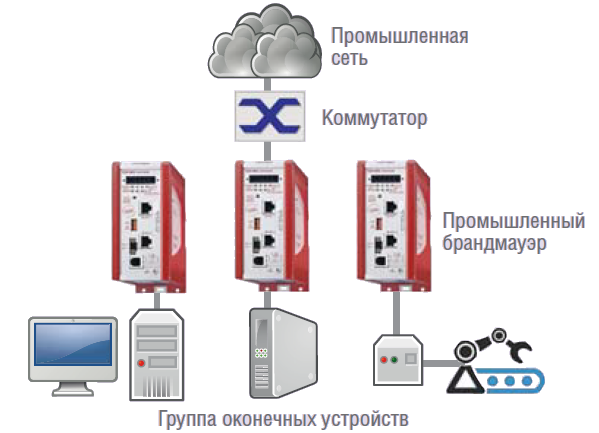 Промышленная
сеть
Коммутатор
Промышленный
брандмауэр
Группа оконечных устройств